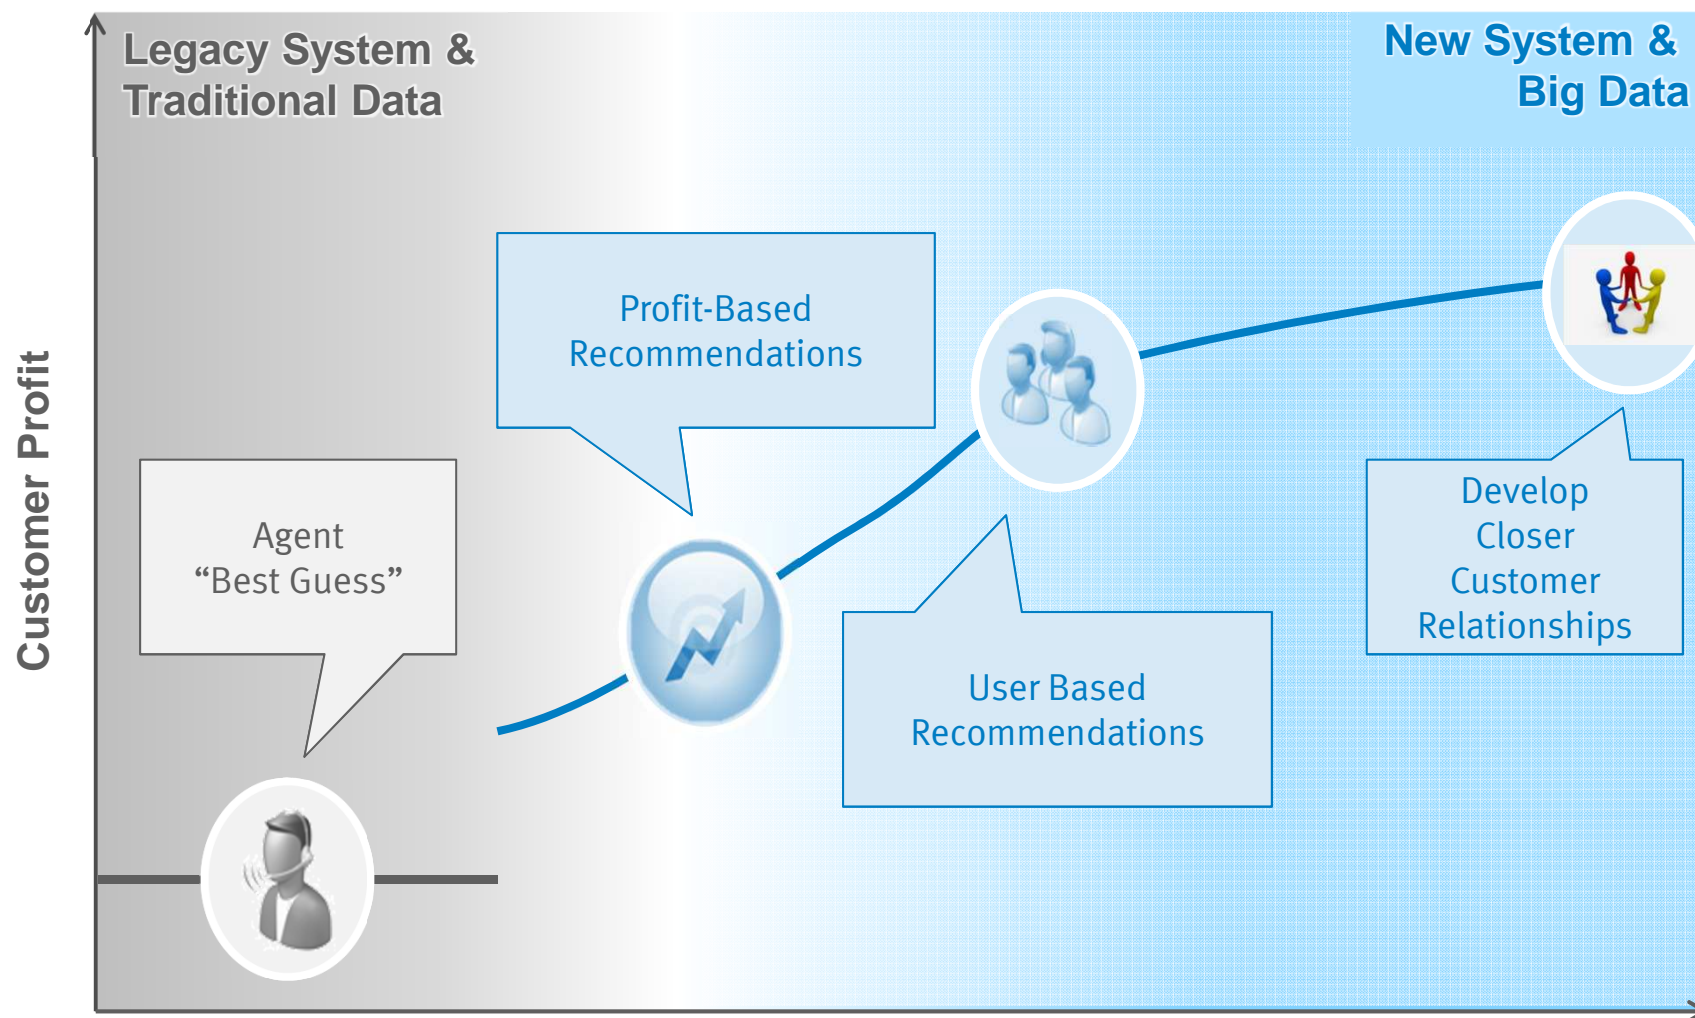 Legacy System &
Traditional Data
New System &
Big Data
Customer Profit
Profit-Based
Recommendations
Agent
“Best Guess”
Develop
Closer
Customer
Relationships
User Based
Recommendations